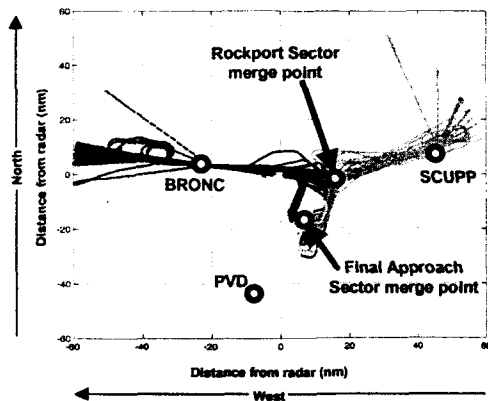 North
Distance from radar (nm)
60
40
20
0
-20
-40
-60
Rockport Sector
merge point
BRONC
SCUPP
PVD
Final Approach
Sector merge point
-60 -40 -20 0 20 40 60
Distance from radar (nm)
West